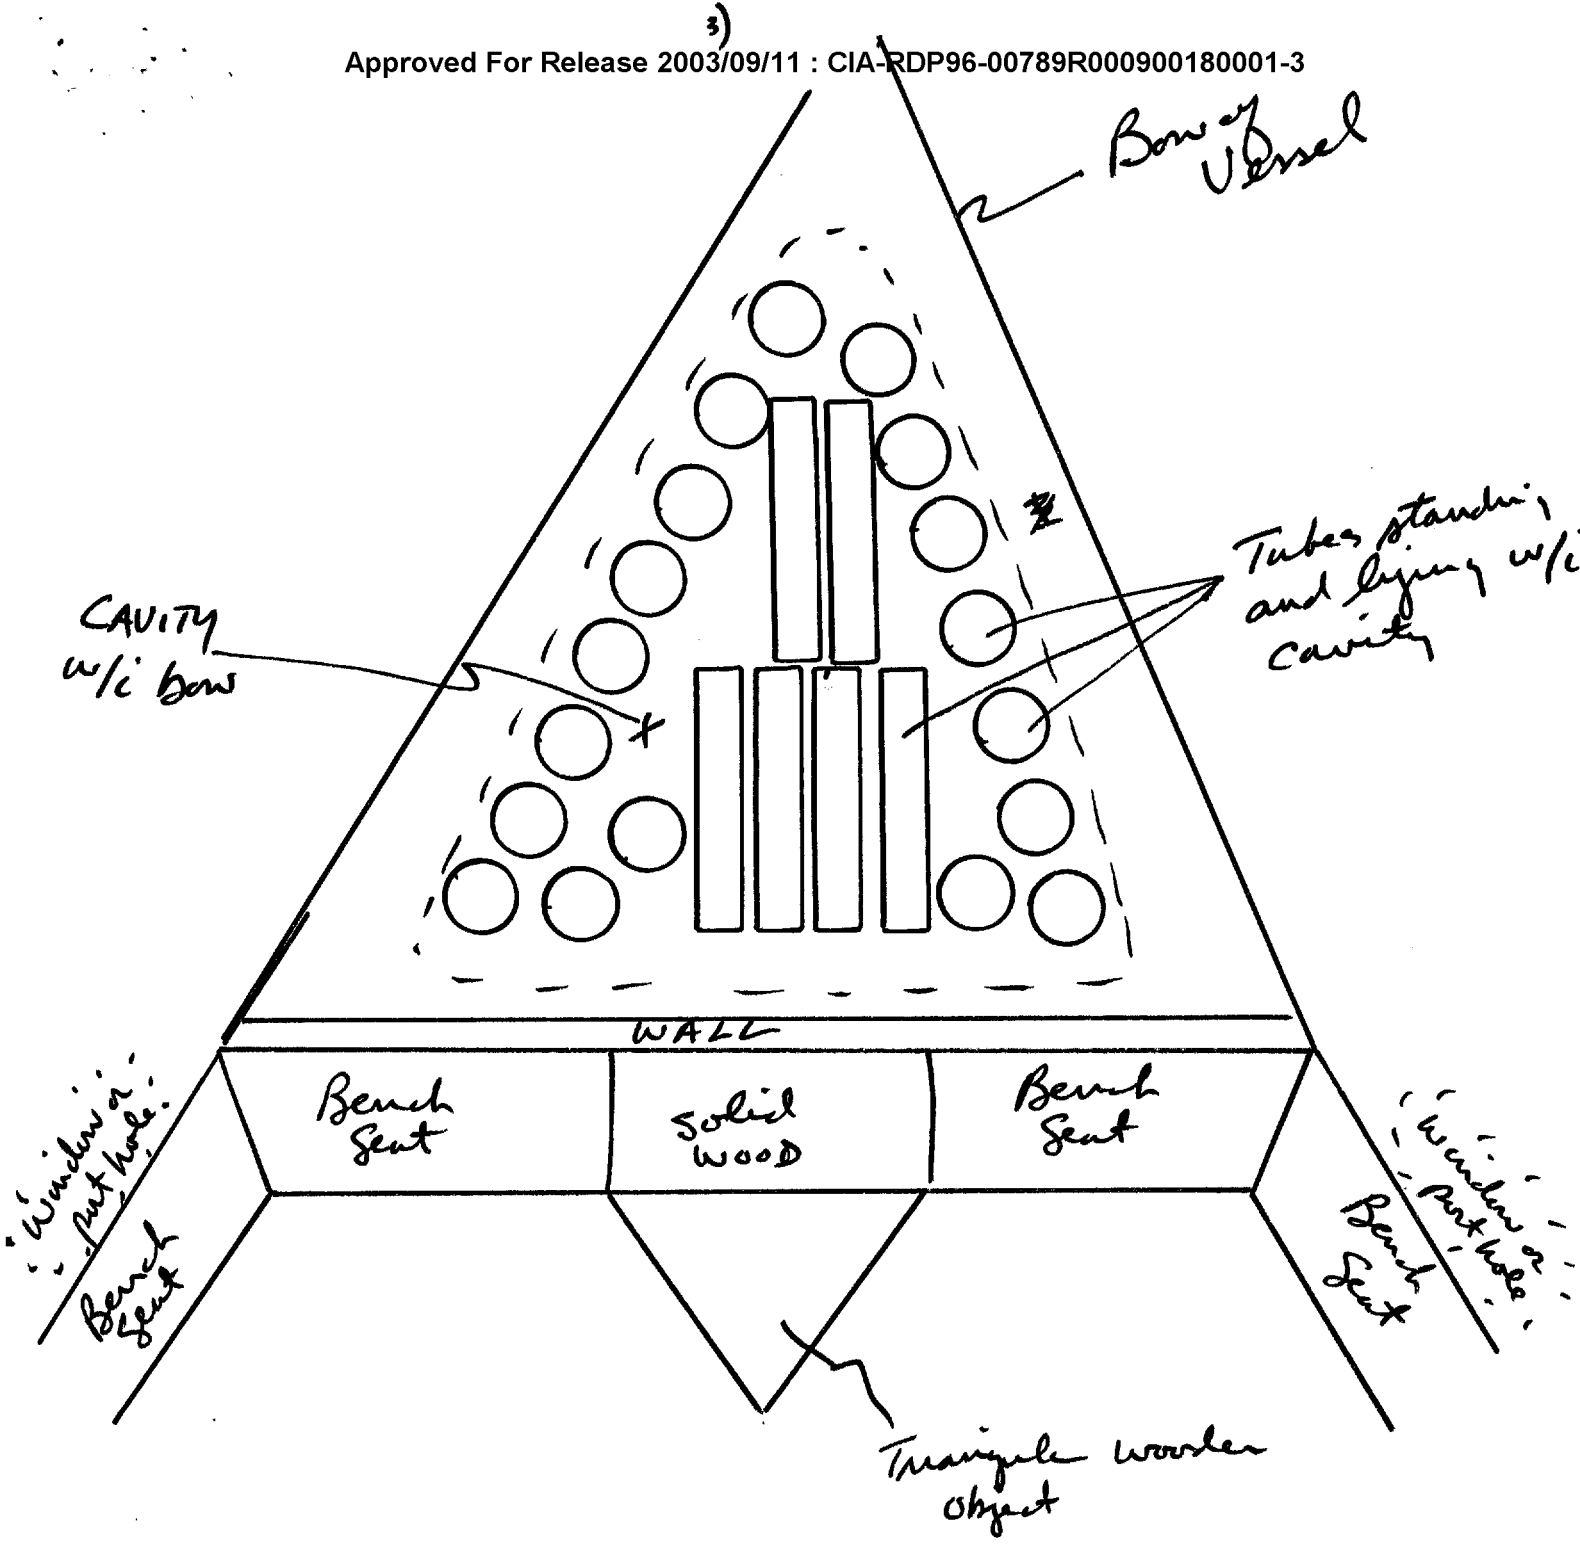 3)
Approved For Release 2003/09/11 : CIA-RDP96-00789R000900180001-3
Bow of
Vessel
Tubes standing
and lying w/i
cavity
CAVITY
w/i bow
WALL
Bench
Seat
Solid
WOOD
Bench
Seat
Window or
port hole
Bench
Seat
Window or
port hole
Bench
Seat
Triangule wooden
object